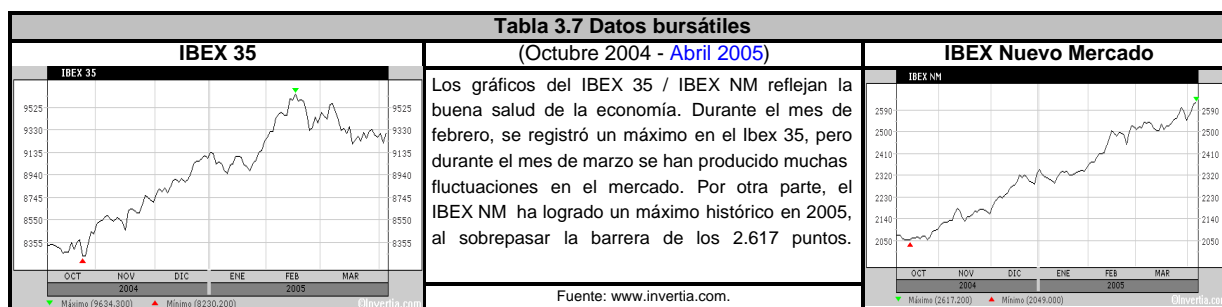 Tabla 3.7 Datos bursátiles
IBEX 35
(Octubre 2004 - Abril 2005)
IBEX Nuevo Mercado
IBEX 35
9525
9330
9135
8940
8745
8550
8355
9525
9330
9135
8940
8745
8550
8355
OCT NOV DIC ENE FEB MAR
2004 2005
Máximo (9634.300) Mínimo (8230.200)
©Invertia.com
Los gráficos del IBEX 35 / IBEX NM reflejan la
buena salud de la economía. Durante el mes de
febrero, se registró un máximo en el Ibex 35, pero
durante el mes de marzo se han producido muchas
fluctuaciones en el mercado. Por otra parte, el
IBEX NM ha logrado un máximo histórico en 2005,
al sobrepasar la barrera de los 2.617 puntos.
Fuente: www.invertia.com.
IBEX NM
2590
2500
2410
2320
2230
2140
2050
2590
2500
2410
2320
2230
2140
2050
OCT NOV DIC ENE FEB MAR
2004 2005
Máximo (2617.200) Mínimo (2049.000)
©Invertia.com